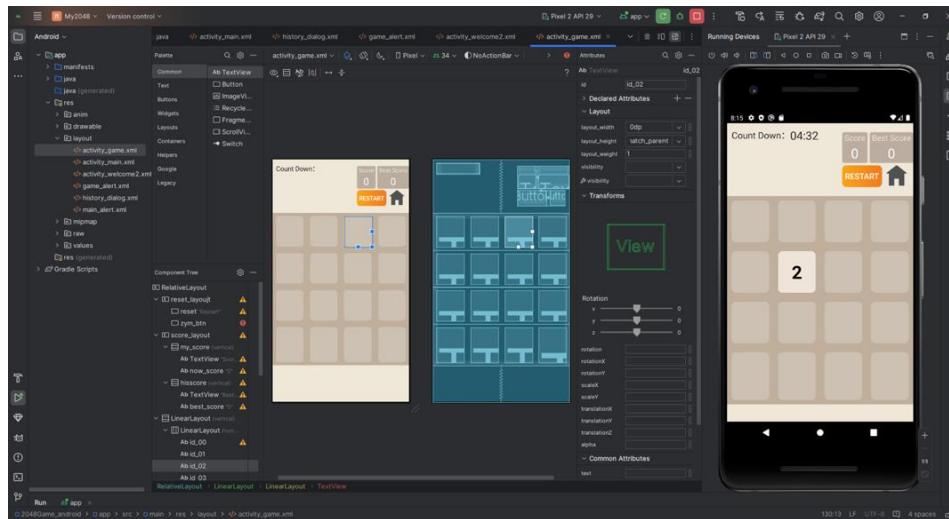 My2048
Version control
Pixel 2 API 29
app
Android
java
activity_main.xml
history_dialog.xml
game_alert.xml
activity_welcome2.xml
activity_game.xml
Running Devices
Pixel 2 API 29
app
manifests
java
java (generated)
res
anim
drawable
layout
activity_game.xml
activity_main.xml
activity_welcome2.xml
game_alert.xml
history_dialog.xml
main_alert.xml
mipmap
raw
values
res (generated)
Gradle Scripts
Palette
Common
Text
Buttons
Widgets
Layouts
Containers
Helpers
Google
Legacy
Ab TextView
Button
ImageVi...
Recycle...
Fragme...
ScrollVi...
Switch
activity_game.xml
Pixel
34
NoActionBar
Count Down:
Score
Best Score
0
0
RESTART
Button
Component Tree
RelativeLayout
reset_layoujt
reset "Restart"
zym_btn
score_layout
my_score (vertical)
Ab TextView
Ab now_score
hisscore (vertical)
Ab TextView
Ab best_score
LinearLayout (vertical)
LinearLayout
Ab id_00
Ab id_01
Ab id_02
Ab id_03
RelativeLayout
LinearLayout
LinearLayout
TextView
Attributes
Ab TextView
id_02
id
id_02
Declared Attributes
Layout
layout_width
0dp
layout_height
layout_weight
1
visibility
visibility
Transforms
View
Rotation
x
0
y
0
z
0
rotation
rotationX
rotationY
scaleX
scaleY
translationX
translationY
translationZ
alpha
Common Attributes
text
8:15
Count Down: 04:32
Score
Best Score
0
0
RESTART
2
1:1
Run
app
2048Game_android
app
src
main
res
layout
activity_game.xml
130:13
LF
UTF-8
4 spaces